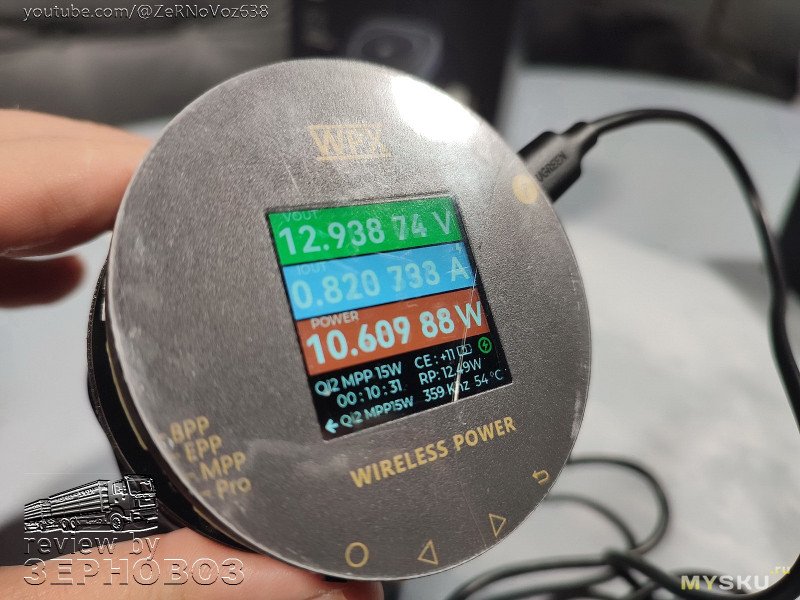 youtube.com/@ZeRNoVoz638
WPX
UGREEN
VOUT
12.938 74 V
IOUT
0.820 733 A
POWER
10.609 88 W
QI2 MPP 15W
CE: +11
00:10:31
RP: 12.49W
← QI2 MPP15W
359 KHz 54 °C
BPP
EPP
MPP
Pro
WIRELESS POWER
review by
ЗЕРНОВОЗ
MYSKU.ru